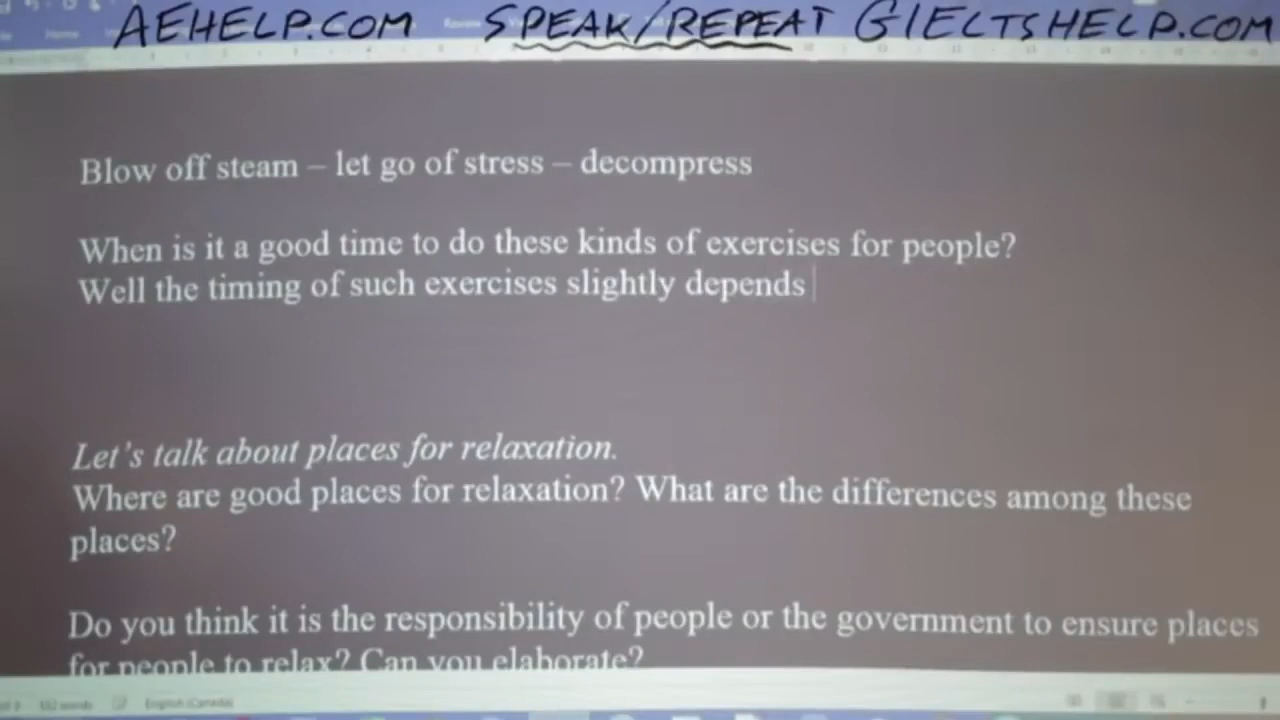 AEHELP.COM SPEAK/REPEAT GIELTSHELP.COM
Blow off steam – let go of stress – decompress
When is it a good time to do these kinds of exercises for people?
Well the timing of such exercises slightly depends
Let's talk about places for relaxation.
Where are good places for relaxation? What are the differences among these
places?
Do you think it is the responsibility of people or the government to ensure places
for people to relax? Can you elaborate?
English (Canada)